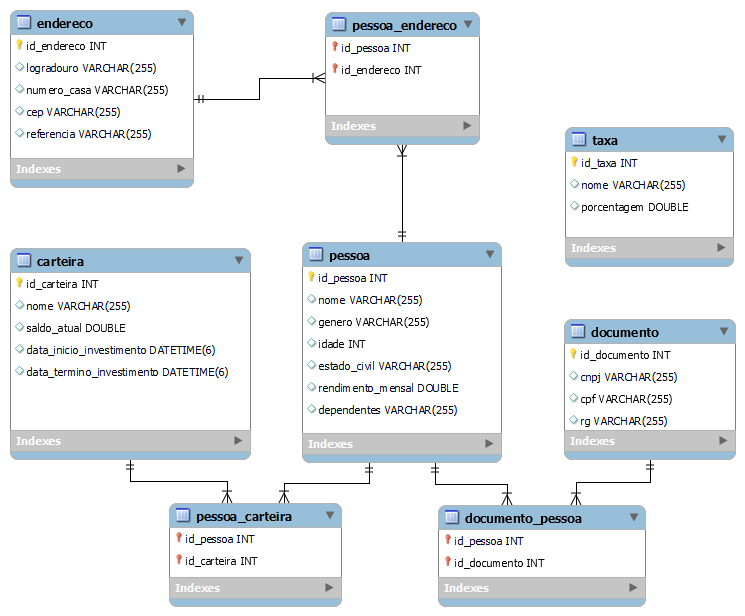 endereco
id_endereco INT
logradouro VARCHAR(255)
numero_casa VARCHAR(255)
cep VARCHAR(255)
referencia VARCHAR(255)
Indexes
pessoa_endereco
id_pessoa INT
id_endereco INT
Indexes
taxa
id_taxa INT
nome VARCHAR(255)
porcentagem DOUBLE
Indexes
carteira
id_carteira INT
nome VARCHAR(255)
saldo_atual DOUBLE
data_inicio_investimento DATETIME(6)
data_termino_investimento DATETIME(6)
Indexes
pessoa
id_pessoa INT
nome VARCHAR(255)
genero VARCHAR(255)
idade INT
estado_civil VARCHAR(255)
rendimento_mensal DOUBLE
dependentes VARCHAR(255)
Indexes
documento
id_documento INT
cnpj VARCHAR(255)
cpf VARCHAR(255)
rg VARCHAR(255)
Indexes
pessoa_carteira
id_pessoa INT
id_carteira INT
Indexes
documento_pessoa
id_pessoa INT
id_documento INT
Indexes